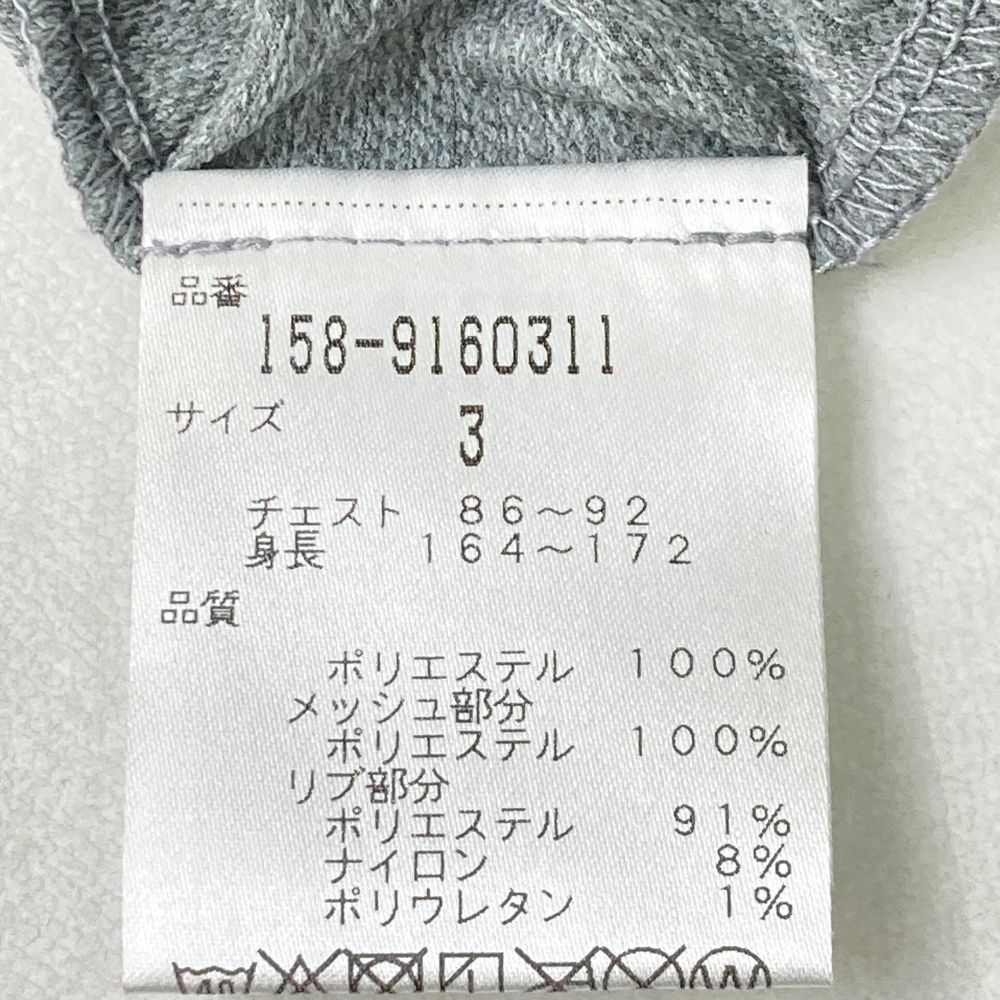 品番
158-9160311
サイズ 3
チェスト 86～92
身長 164～172
品質
ポリエステル 100%
メッシュ部分
ポリエステル 100%
リブ部分
ポリエステル 91%
ナイロン 8%
ポリウレタン 1%